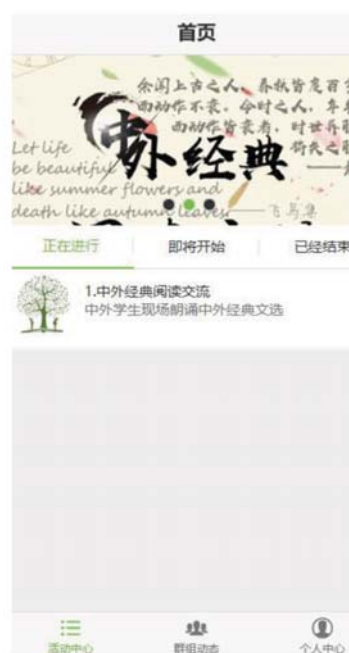 首页
余闻上古之人，春秋皆度百
而动作不衰。今时之人，年
而动作皆衰者，时世异
中外经典
Let life
be beautiful
like summer flowers and
death like autumn leaves.
——飞鸟集
正在进行
即将开始
已经结束
1.中外经典阅读交流
中外学生现场朗诵中外经典文选
活动中心
群组动态
个人中心